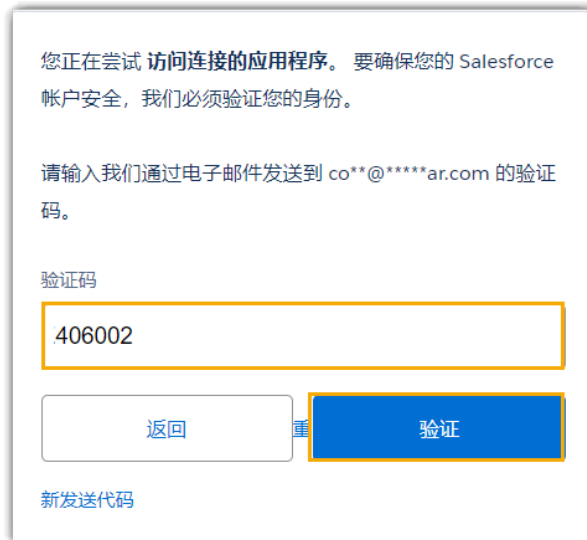 您正在尝试 访问连接的应用程序。 要确保您的 Salesforce
帐户安全，我们必须验证您的身份。
请输入我们通过电子邮件发送到 co**@*****ar.com 的验证
码。
验证码
406002
返回
重
验证
新发送代码